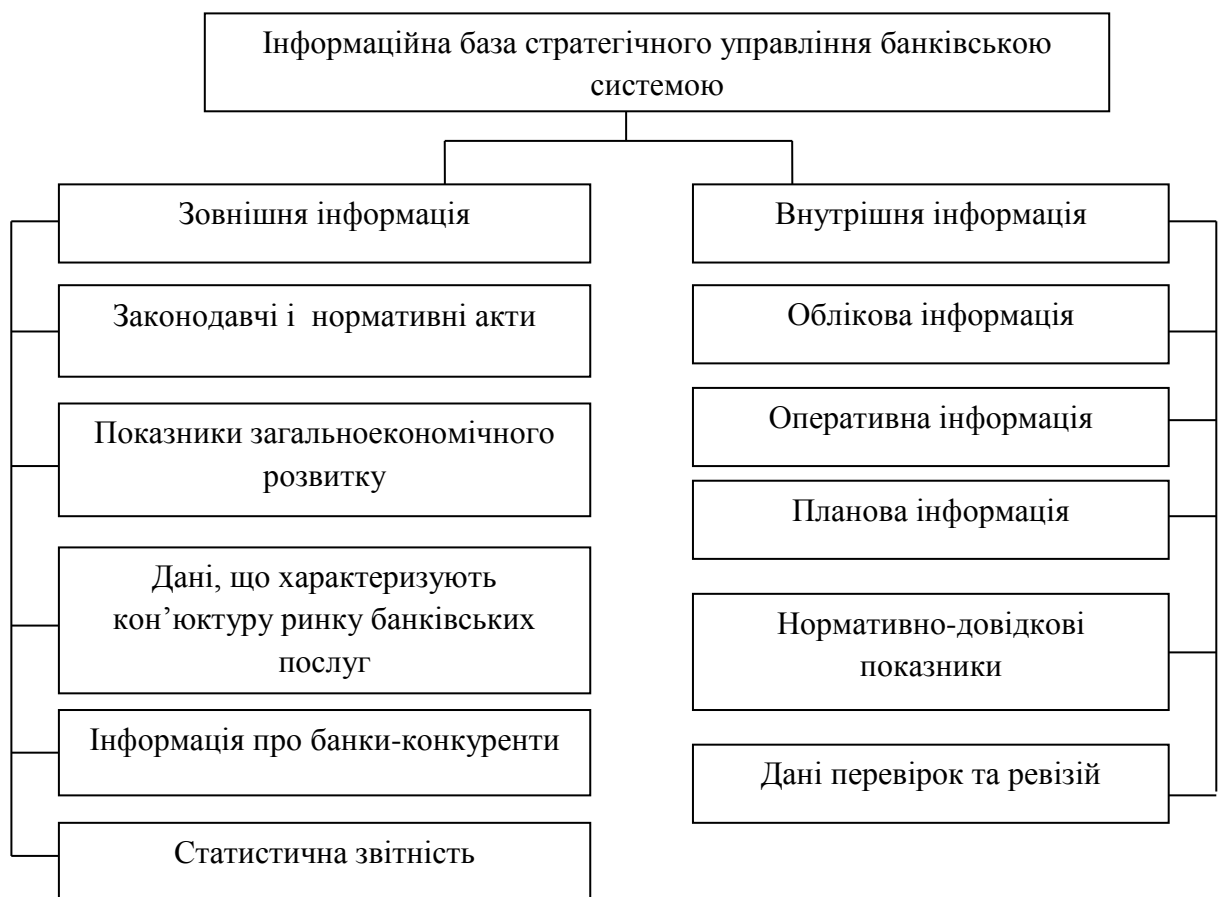 Інформаційна база стратегічного управління банківською
системою
Зовнішня інформація
Законодавчі і нормативні акти
Показники загальноекономічного
розвитку
Дані, що характеризують
кон’юктуру ринку банківських
послуг
Інформація про банки-конкуренти
Статистична звітність
Внутрішня інформація
Облікова інформація
Оперативна інформація
Планова інформація
Нормативно-довідкові
показники
Дані перевірок та ревізій